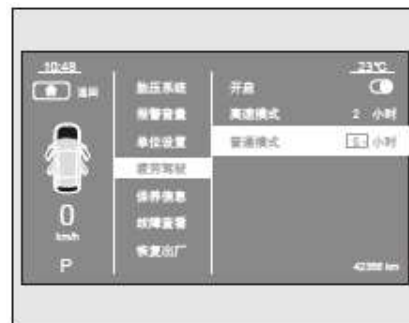 10:48
23℃
返回
胎压系统
报警音量
单位设置
疲劳驾驶
保养信息
故障查看
恢复出厂
开启
高速模式 2 小时
普通模式 小时
0
km/h
P
km